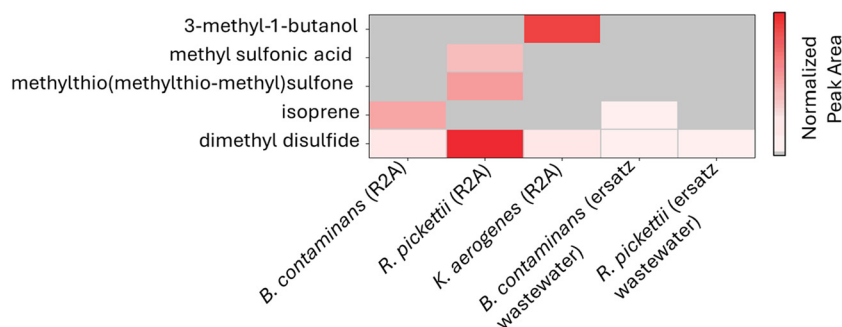 3-methyl-1-butanol
methyl sulfonic acid
methylthio(methylthio-methyl)sulfone
isoprene
dimethyl disulfide
B. contaminans (R2A)
R. pickettii (R2A)
K. aerogenes (R2A)
B. contaminans (ersatz
wastewater)
R. pickettii (ersatz
wastewater)
Normalized
Peak Area